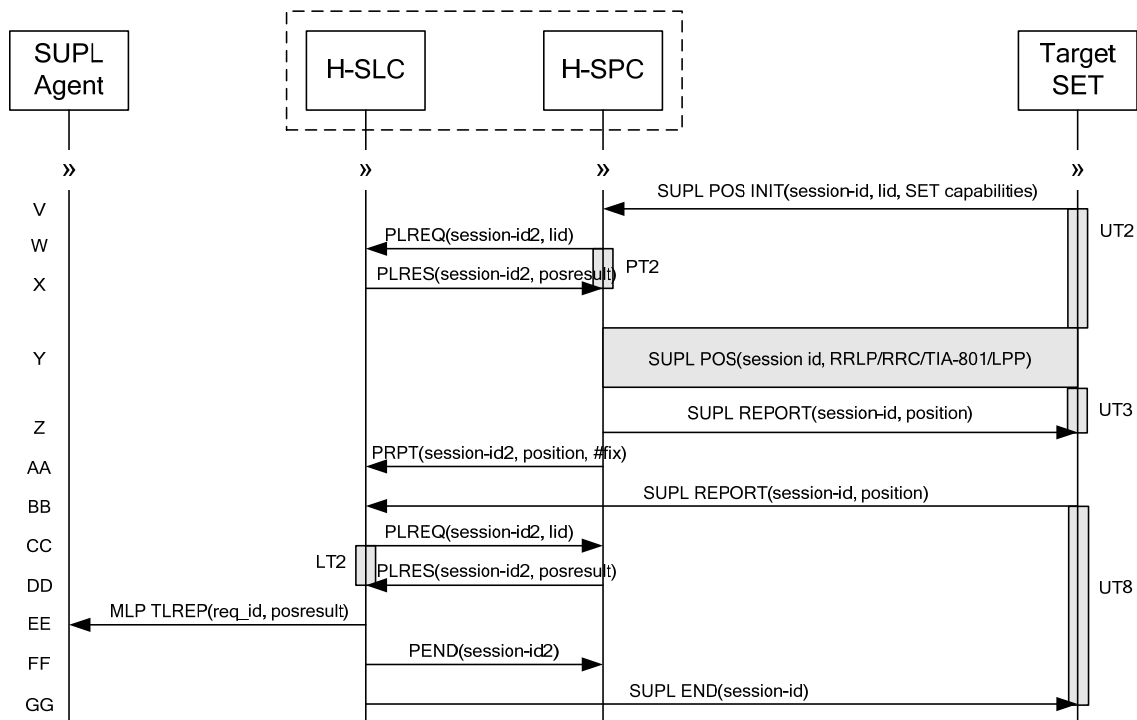 SUPL
Agent
H-SLC
H-SPC
Target
SET
»
»
»
»
V
SUPL POS INIT(session-id, lid, SET capabilities)
UT2
W
PLREQ(session-id2, lid)
PT2
X
PLRES(session-id2, posresult)
Y
SUPL POS(session id, RRLP/RRC/TIA-801/LPP)
Z
SUPL REPORT(session-id, position)
UT3
AA
PRPT(session-id2, position, #fix)
BB
SUPL REPORT(session-id, position)
CC
PLREQ(session-id2, lid)
LT2
DD
PLRES(session-id2, posresult)
UT8
EE
MLP TLREP(req_id, posresult)
FF
PEND(session-id2)
GG
SUPL END(session-id)